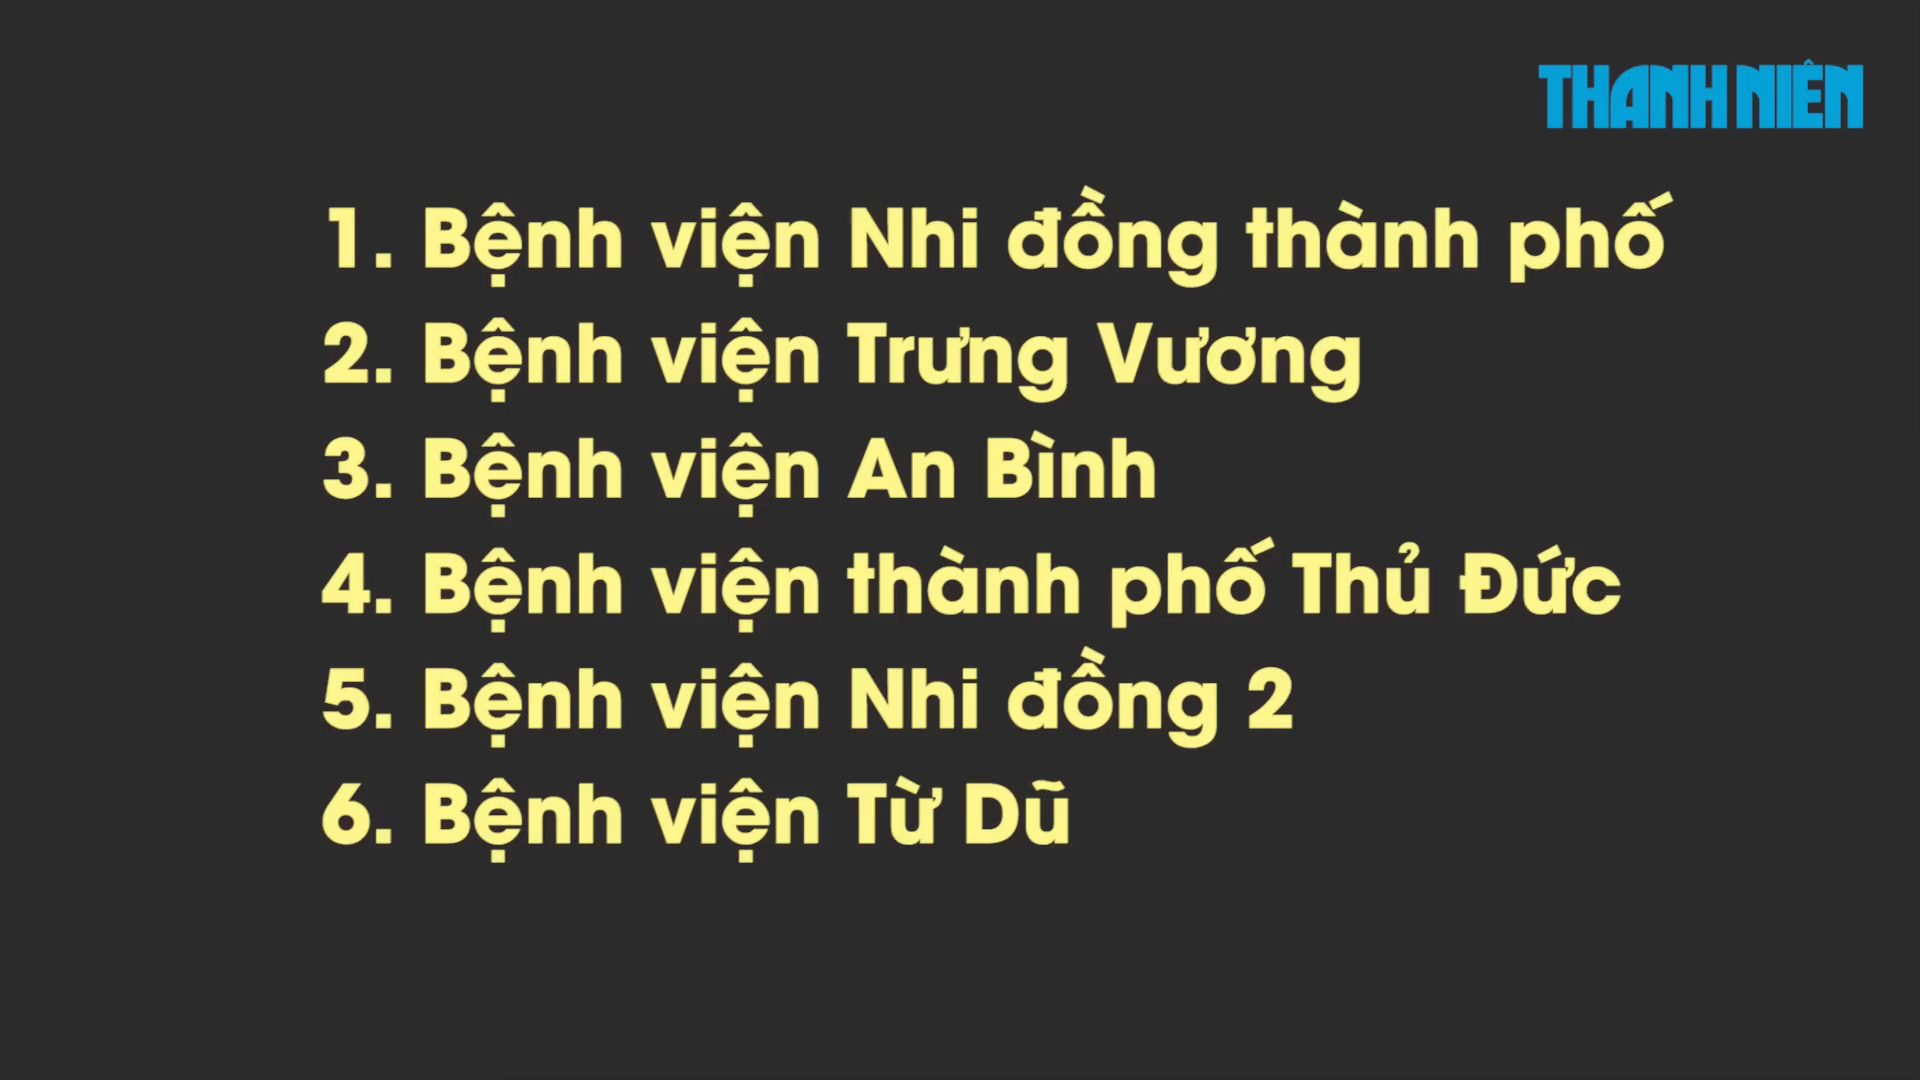 THANH NIÊN
1. Bệnh viện Nhi đồng thành phố
2. Bệnh viện Trưng Vương
3. Bệnh viện An Bình
4. Bệnh viện thành phố Thủ Đức
5. Bệnh viện Nhi đồng 2
6. Bệnh viện Từ Dũ